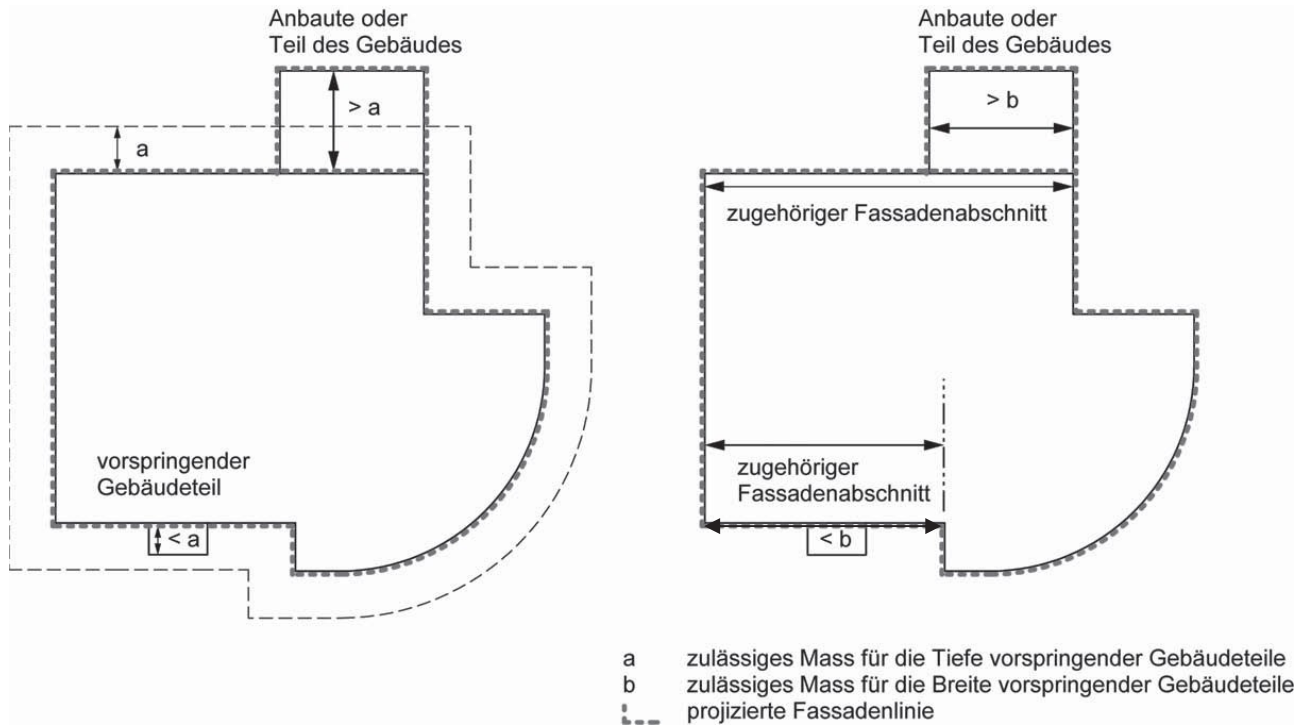 Anbaute oder
Teil des Gebäudes
> a
a
vorspringender
Gebäudeteil
< a
Anbaute oder
Teil des Gebäudes
> b
zugehöriger Fassadenabschnitt
zugehöriger
Fassadenabschnitt
< b
a zulässiges Mass für die Tiefe vorspringender Gebäudeteile
b zulässiges Mass für die Breite vorspringender Gebäudeteile
projizierte Fassadenlinie